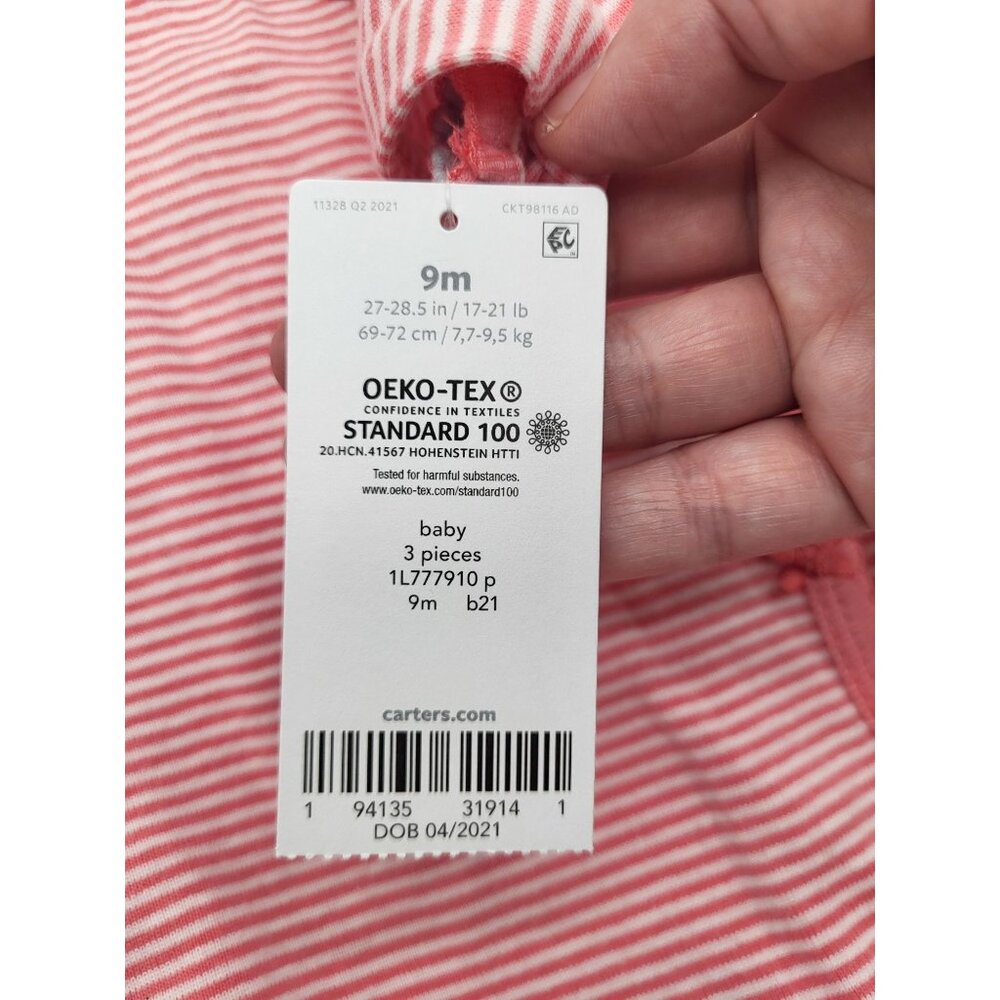 11328 Q2 2021
CKT98116 AD
EPC
9m
27-28.5 in / 17-21 lb
69-72 cm / 7,7-9,5 kg
OEKO-TEX®
CONFIDENCE IN TEXTILES
STANDARD 100
20.HCN.41567 HOHENSTEIN HTTI
Tested for harmful substances.
www.oeko-tex.com/standard100
baby
3 pieces
1L777910 p
9m b21
carters.com
1 94135 31914 1
DOB 04/2021